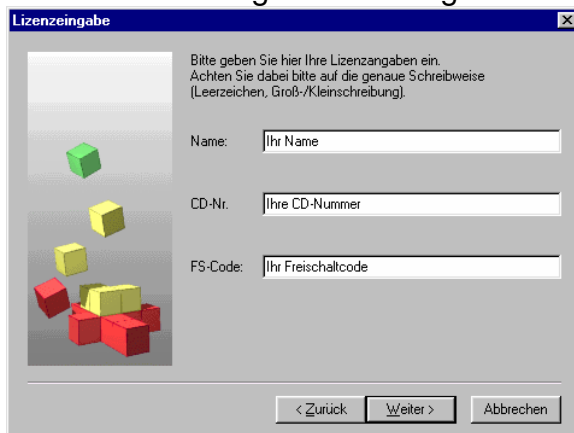 Lizenzeingabe
Bitte geben Sie hier Ihre Lizenzangaben ein.
Achten Sie dabei bitte auf die genaue Schreibweise
(Leerzeichen, Groß-/Kleinschreibung).
Name: Ihr Name
CD-Nr. Ihre CD-Nummer
FS-Code: Ihr Freischaltcode
< Zurück Weiter > Abbrechen